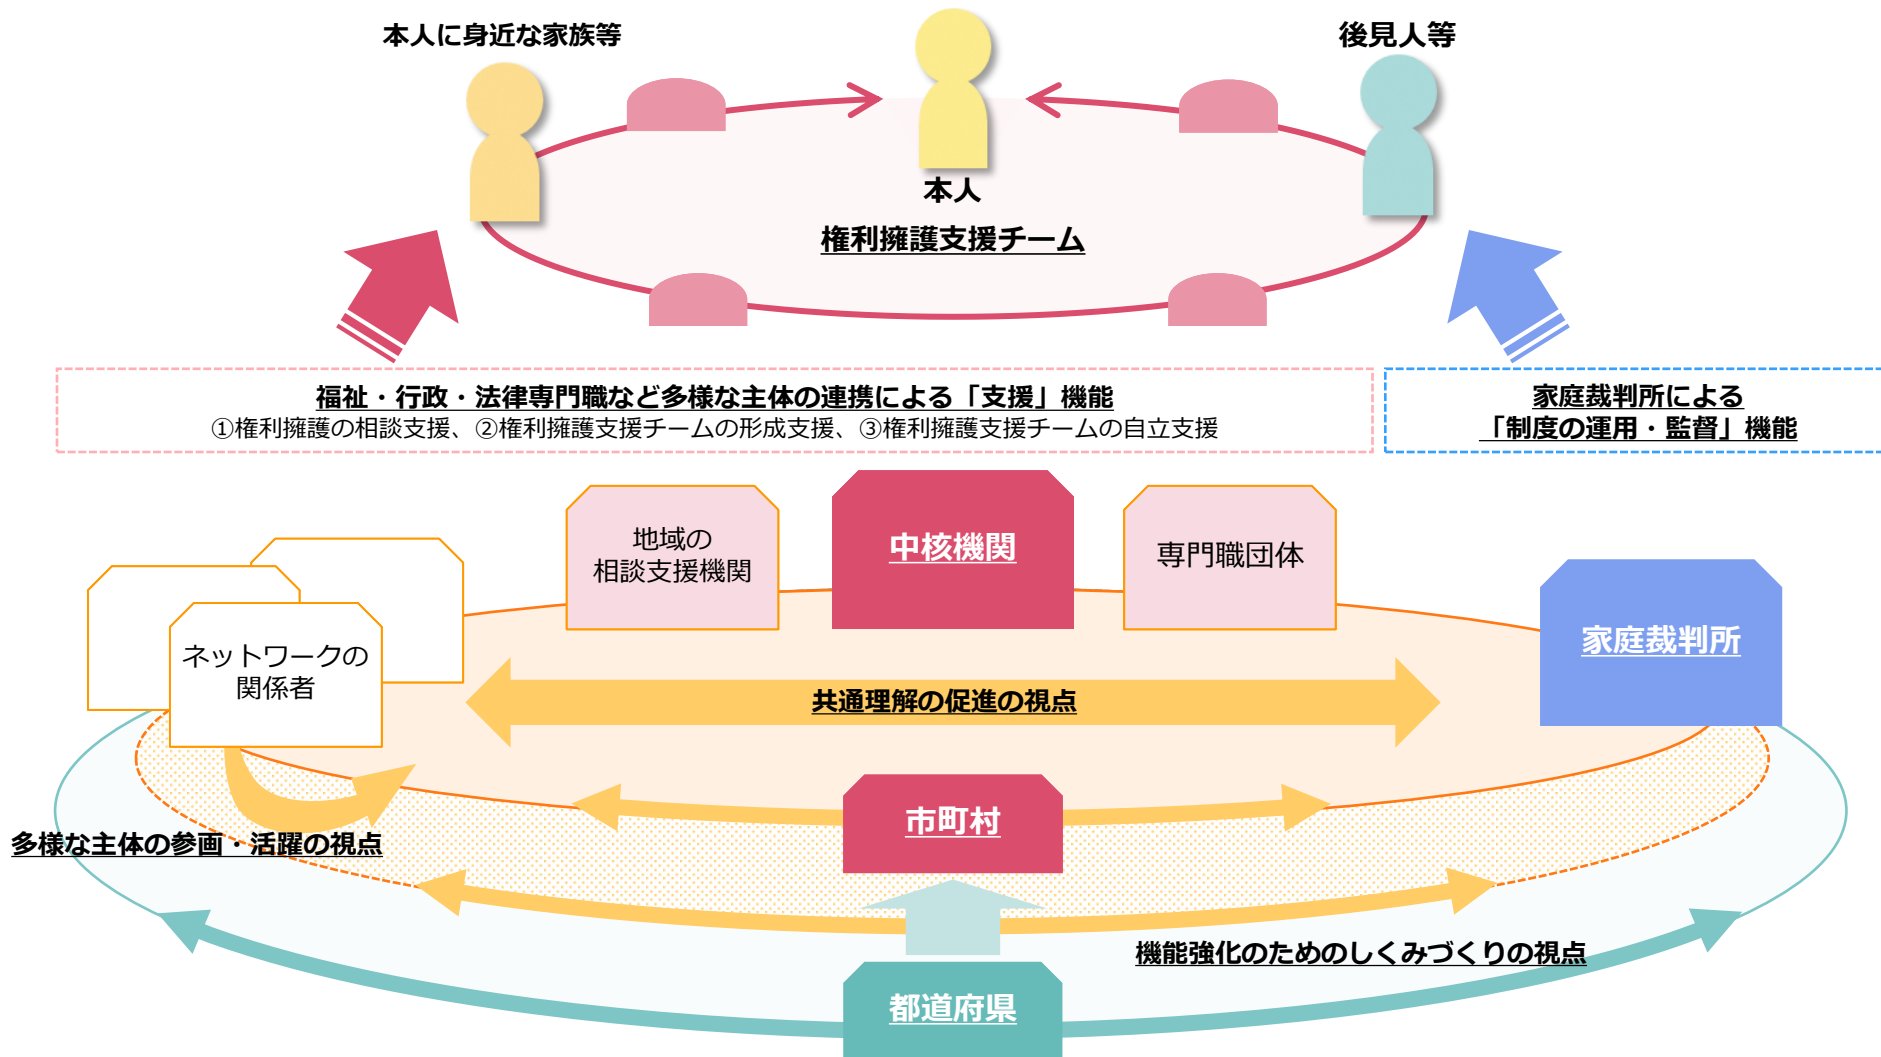 本人に身近な家族等
後見人等
本人
権利擁護支援チーム
福祉・行政・法律専門職など多様な主体の連携による「支援」機能
①権利擁護の相談支援、②権利擁護支援チームの形成支援、③権利擁護支援チームの自立支援
家庭裁判所による
「制度の運用・監督」機能
地域の
相談支援機関
中核機関
専門職団体
ネットワークの
関係者
家庭裁判所
共通理解の促進の視点
市町村
多様な主体の参画・活躍の視点
機能強化のためのしくみづくりの視点
都道府県